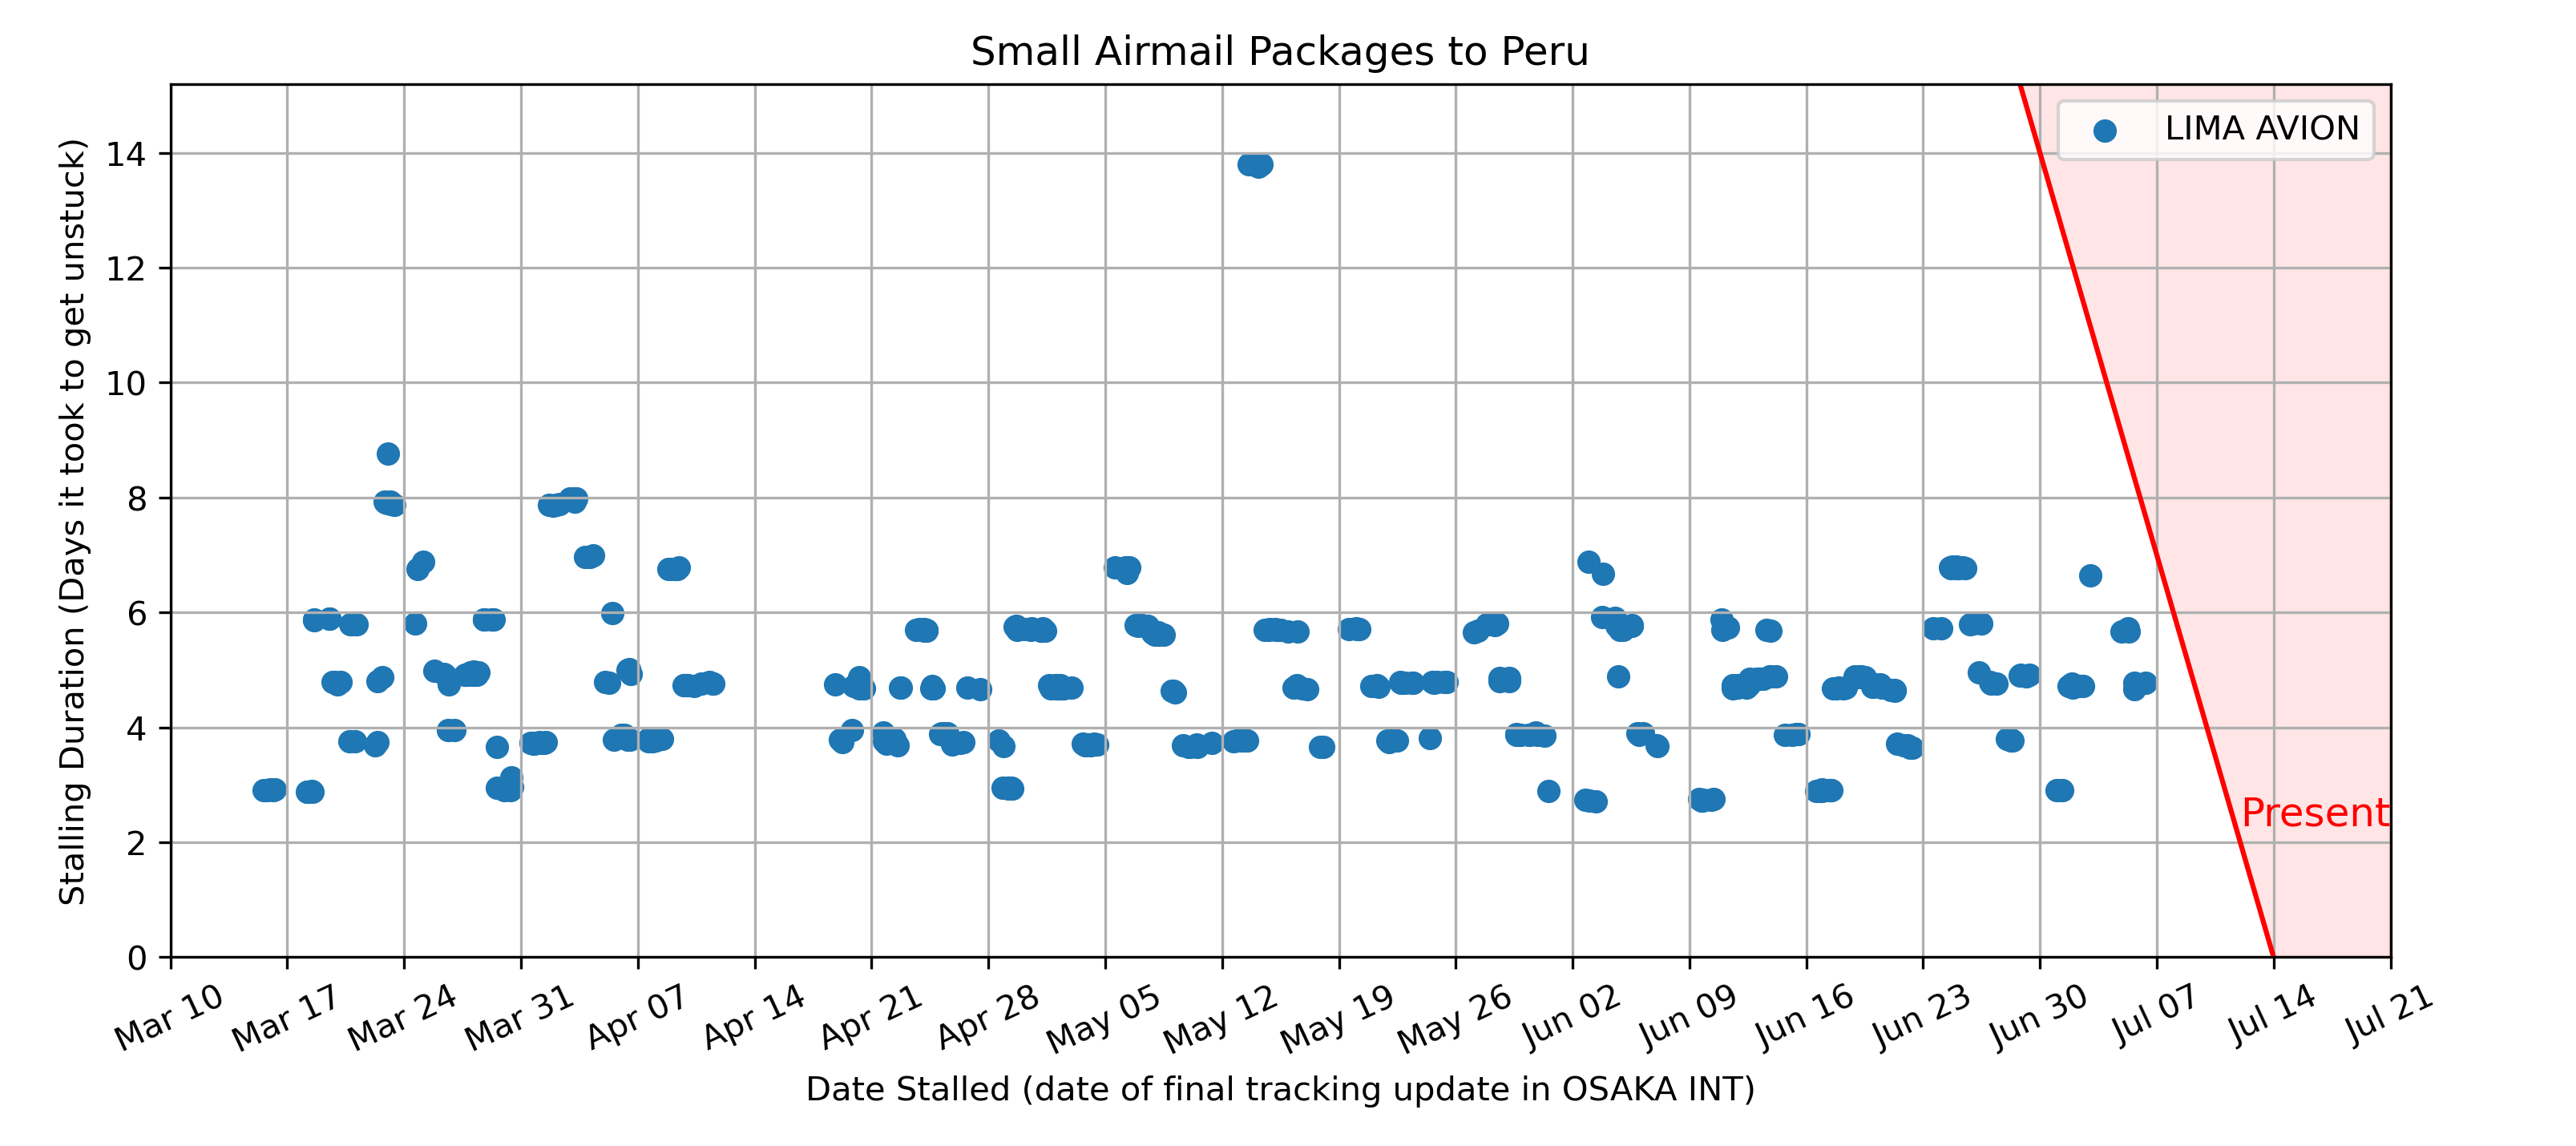 Small Airmail Packages to Peru
LIMA AVION
Stalling Duration (Days it took to get unstuck)
14
12
10
8
6
4
2
0
Present
Mar 10
Mar 17
Mar 24
Mar 31
Apr 07
Apr 14
Apr 21
Apr 28
May 05
May 12
May 19
May 26
Jun 02
Jun 09
Jun 16
Jun 23
Jun 30
Jul 07
Jul 14
Jul 21
Date Stalled (date of final tracking update in OSAKA INT)